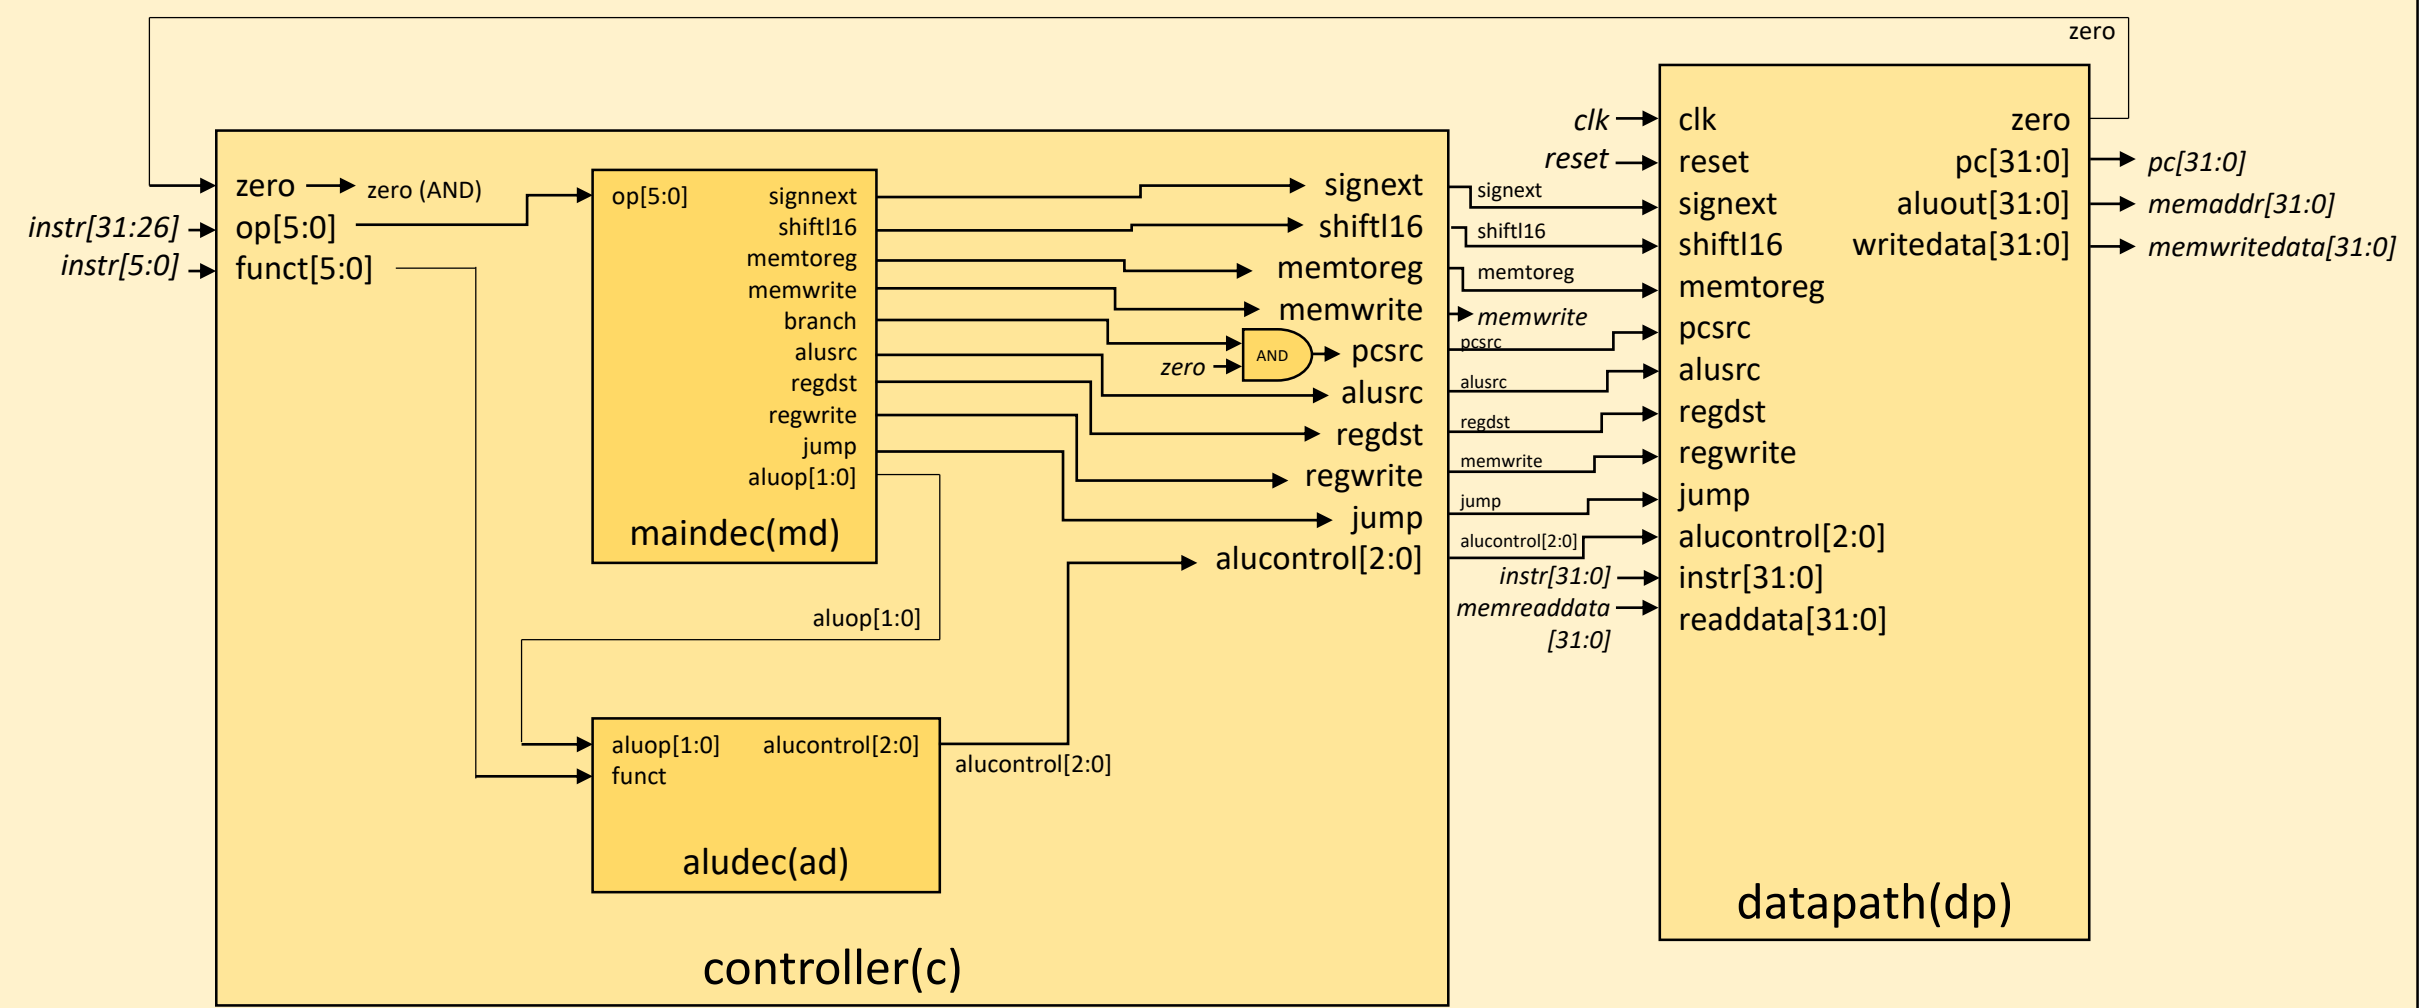 zero
zero
zero (AND)
op[5:0]
funct[5:0]
instr[31:26]
instr[5:0]
op[5:0]
signnext
shiftl16
memtoreg
memwrite
branch
alusrc
regdst
regwrite
jump
aluop[1:0]
maindec(md)
aluop[1:0]
aluop[1:0]
alucontrol[2:0]
funct
aludec(ad)
alucontrol[2:0]
zero
AND
signext
shiftl16
memtoreg
memwrite
pcsrc
alusrc
regdst
regwrite
jump
alucontrol[2:0]
controller(c)
clk
reset
signext
shiftl16
memtoreg
memwrite
pcsrc
alusrc
regdst
memwrite
jump
alucontrol[2:0]
instr[31:0]
memreaddata
[31:0]
clk
reset
signext
shiftl16
memtoreg
pcsrc
alusrc
regdst
regwrite
jump
alucontrol[2:0]
instr[31:0]
readdata[31:0]
zero
pc[31:0]
aluout[31:0]
writedata[31:0]
datapath(dp)
pc[31:0]
memaddr[31:0]
memwritedata[31:0]